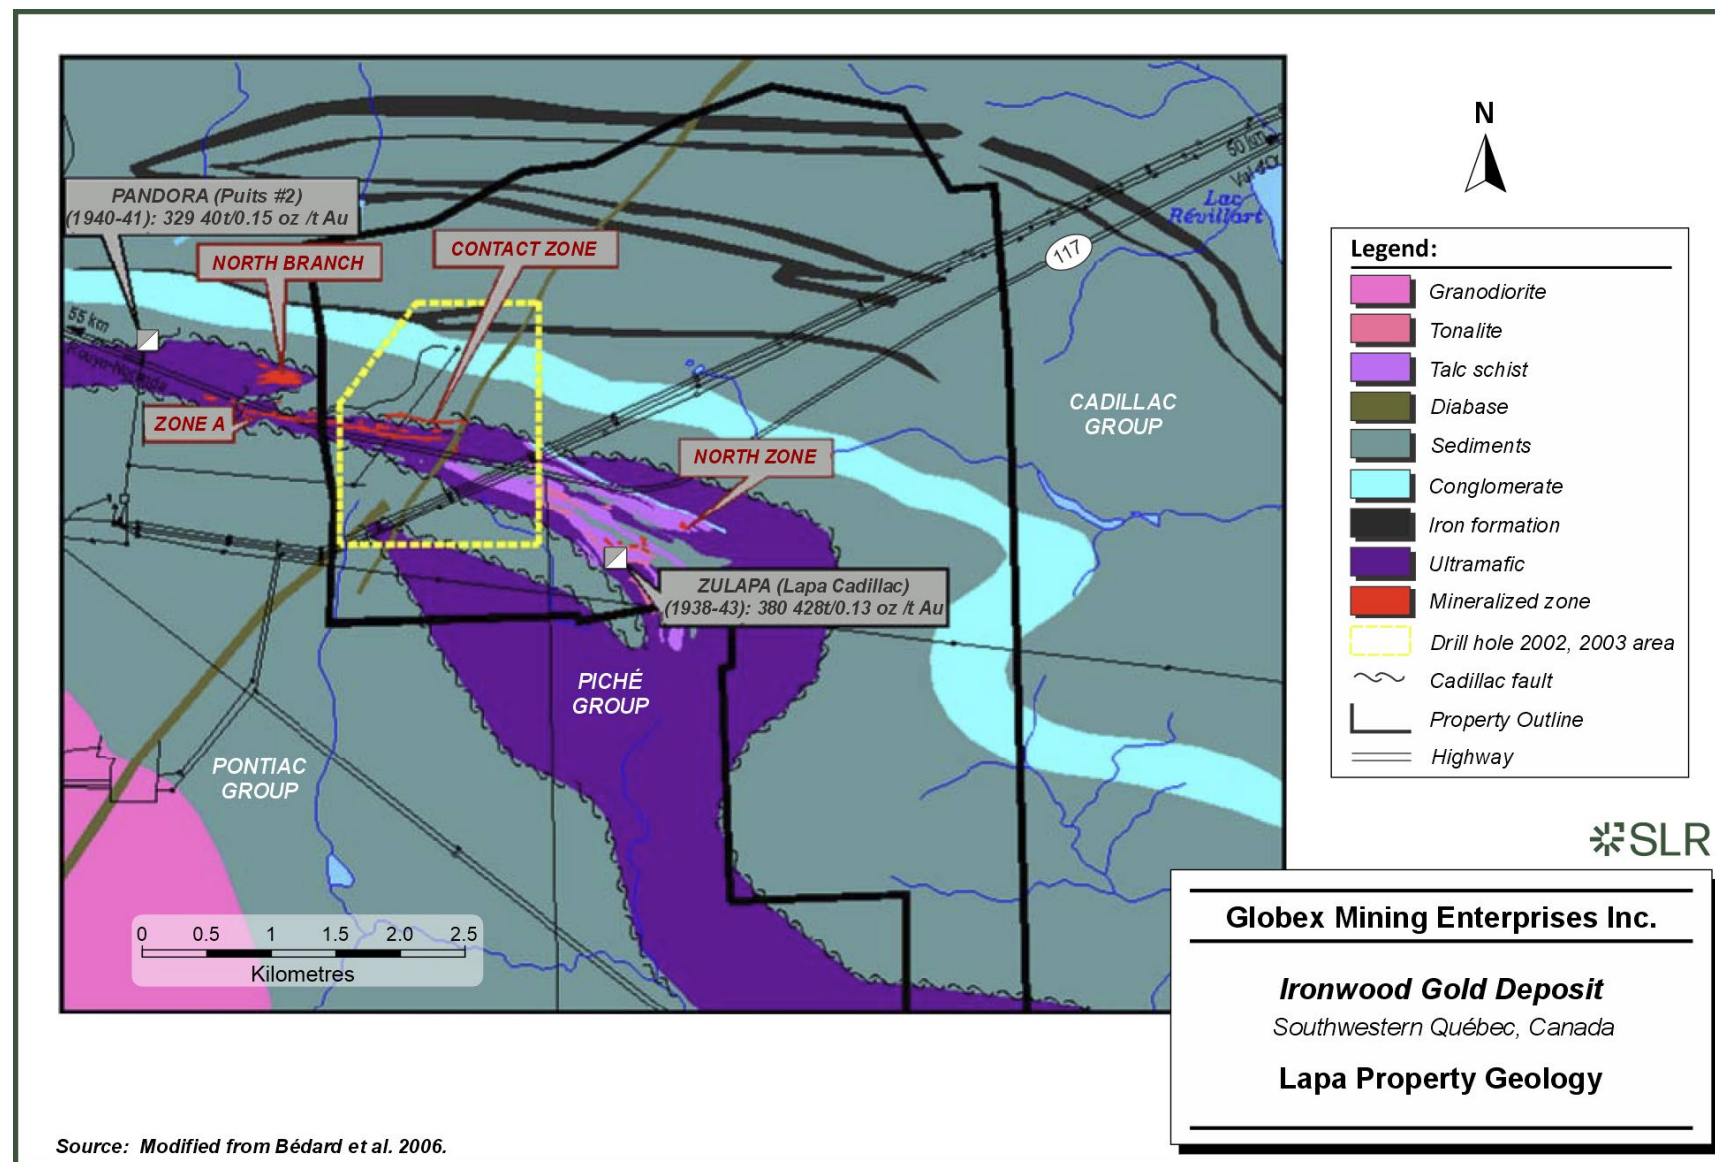 PANDORA (Puits #2)
(1940-41): 329 40t/0.15 oz /t Au
NORTH BRANCH
CONTACT ZONE
ZONE A
NORTH ZONE
ZULAPA (Lapa Cadillac)
(1938-43): 380 428t/0.13 oz /t Au
CADILLAC
GROUP
PICHÉ
GROUP
PONTIAC
GROUP
117
50 km
Val-d'Or
Lac
Révillart
55 km
Rouyn-Noranda
0 0.5 1 1.5 2.0 2.5
Kilometres
N
Legend:
Granodiorite
Tonalite
Talc schist
Diabase
Sediments
Conglomerate
Iron formation
Ultramafic
Mineralized zone
Drill hole 2002, 2003 area
Cadillac fault
Property Outline
Highway
SLR
Globex Mining Enterprises Inc.
Ironwood Gold Deposit
Southwestern Québec, Canada
Lapa Property Geology
Source: Modified from Bédard et al. 2006.